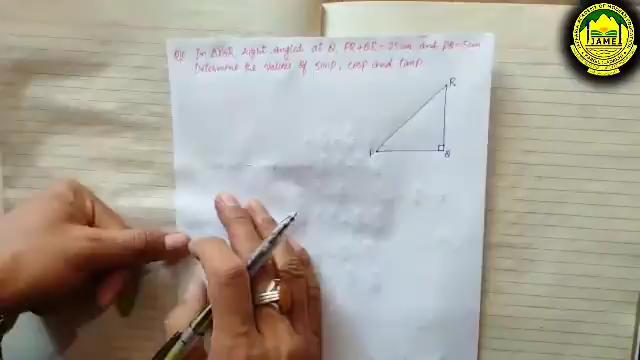 Q. In ΔPQR right angled at Q, PR+QR=25cm and PQ=5cm
Determine the values of sinP, cosP and tanP.
R
P
Q
JAME